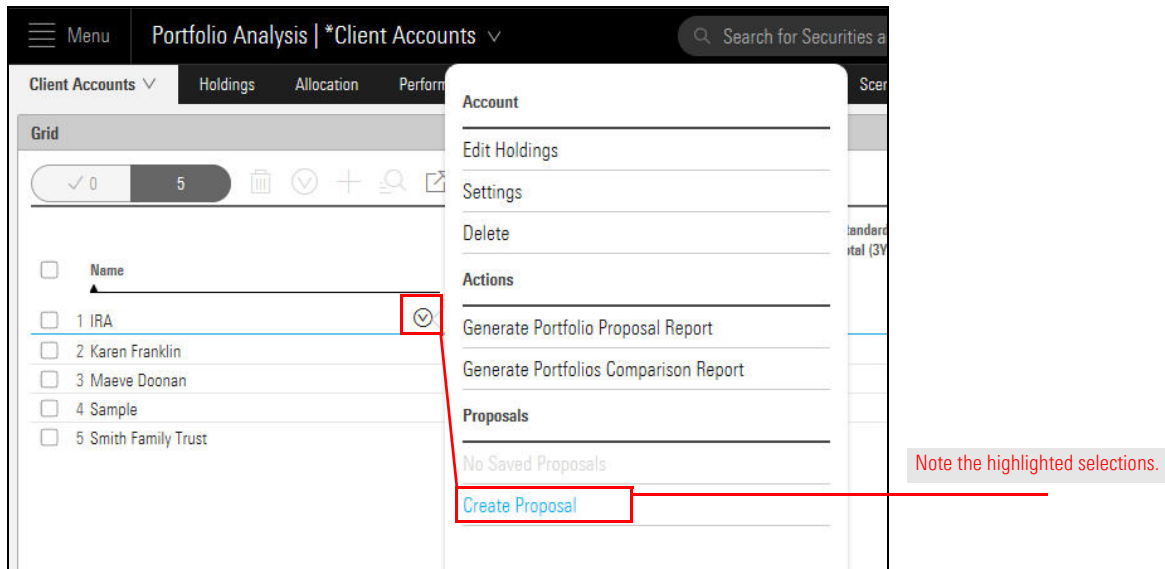 Menu
Portfolio Analysis | *Client Accounts
Search for Securities a
Client Accounts
Holdings
Allocation
Perform
Scer
Grid
0
5
tandard
otal (3Y
Name
1 IRA
2 Karen Franklin
3 Maeve Doonan
4 Sample
5 Smith Family Trust
Account
Edit Holdings
Settings
Delete
Actions
Generate Portfolio Proposal Report
Generate Portfolios Comparison Report
Proposals
No Saved Proposals
Create Proposal
Note the highlighted selections.